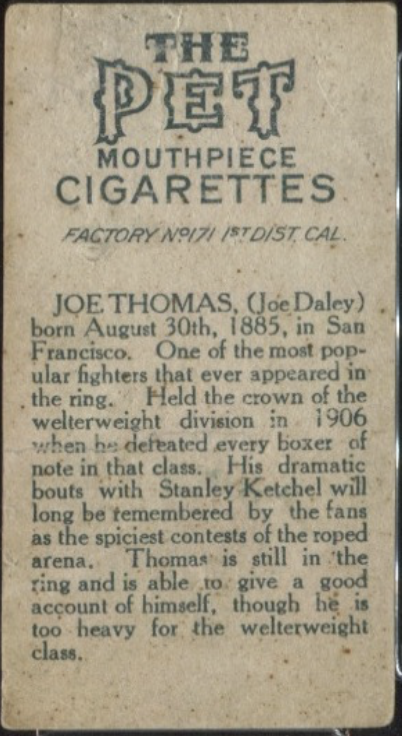 THE
PET
MOUTHPIECE
CIGARETTES
FACTORY Nº171 1ST DIST. CAL.
JOE THOMAS, (Joe Daley)
born August 30th, 1885, in San
Francisco. One of the most pop-
ular fighters that ever appeared in
the ring. Held the crown of the
welterweight division in 1906
when he defeated every boxer of
note in that class. His dramatic
bouts with Stanley Ketchel will
long be remembered by the fans
as the spiciest contests of the roped
arena. Thomas is still in the
ring and is able to give a good
account of himself, though he is
too heavy for the welterweight
class.